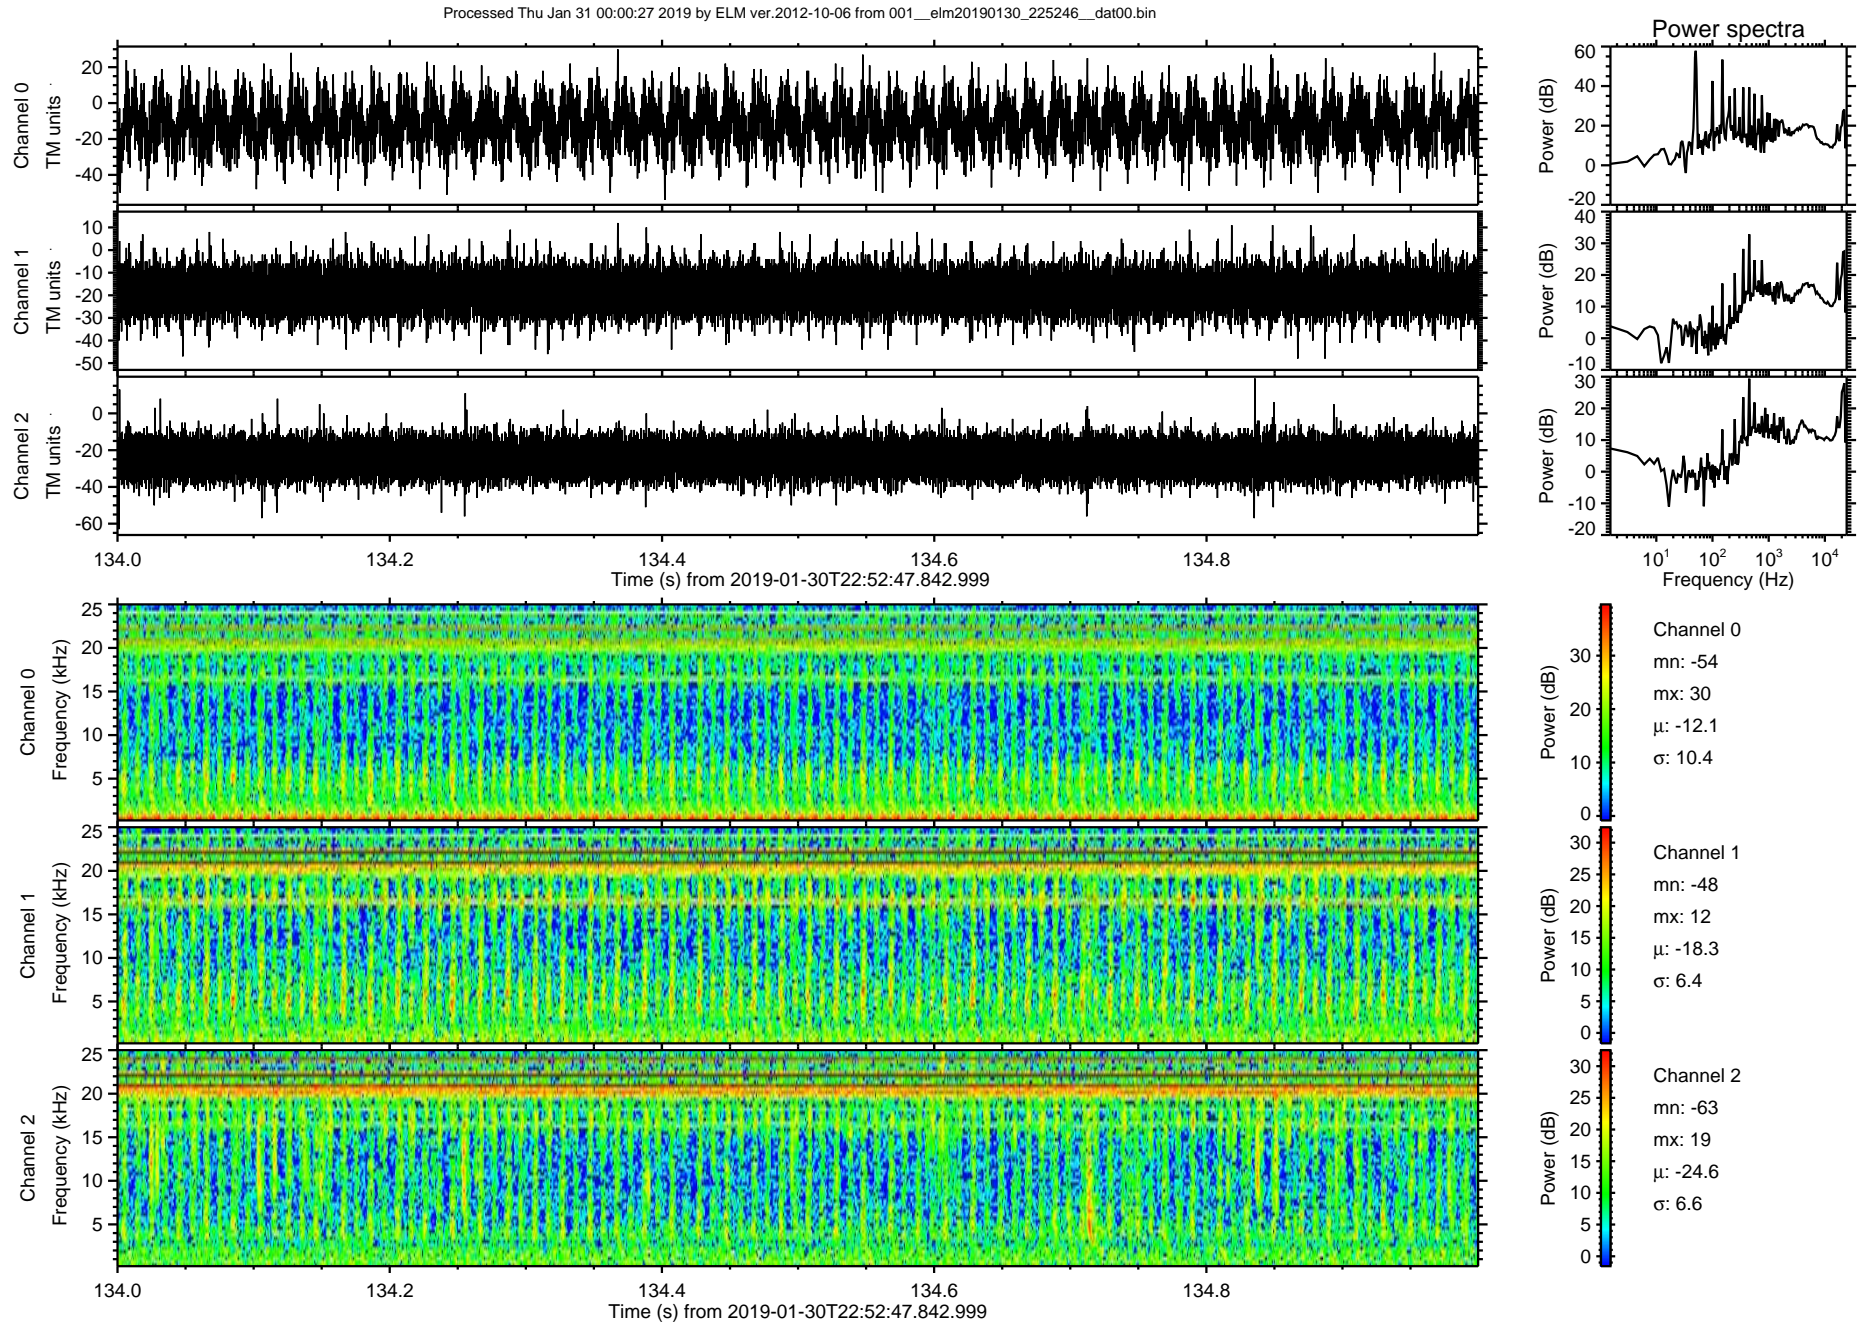 Processed Thu Jan 31 00:00:27 2019 by ELM ver.2012-10-06 from 001__elm20190130_225246__dat00.bin
Power spectra
Channel 0
TM units
20
0
-20
-40
Power (dB)
60
40
20
0
-20
Channel 1
TM units
10
0
-10
-20
-30
-40
-50
Power (dB)
40
30
20
10
0
-10
Channel 2
TM units
0
-20
-40
-60
Power (dB)
30
20
10
0
-10
-20
134.0 134.2 134.4 134.6 134.8
Time (s) from 2019-01-30T22:52:47.842.999
10¹ 10² 10³ 10⁴
Frequency (Hz)
Channel 0
Frequency (kHz)
25
20
15
10
5
Power (dB)
30
20
10
0
Channel 0
mn: -54
mx: 30
μ: -12.1
σ: 10.4
Channel 1
Frequency (kHz)
25
20
15
10
5
Power (dB)
30
25
20
15
10
5
0
Channel 1
mn: -48
mx: 12
μ: -18.3
σ: 6.4
Channel 2
Frequency (kHz)
25
20
15
10
5
Power (dB)
30
25
20
15
10
5
0
Channel 2
mn: -63
mx: 19
μ: -24.6
σ: 6.6
134.0 134.2 134.4 134.6 134.8
Time (s) from 2019-01-30T22:52:47.842.999